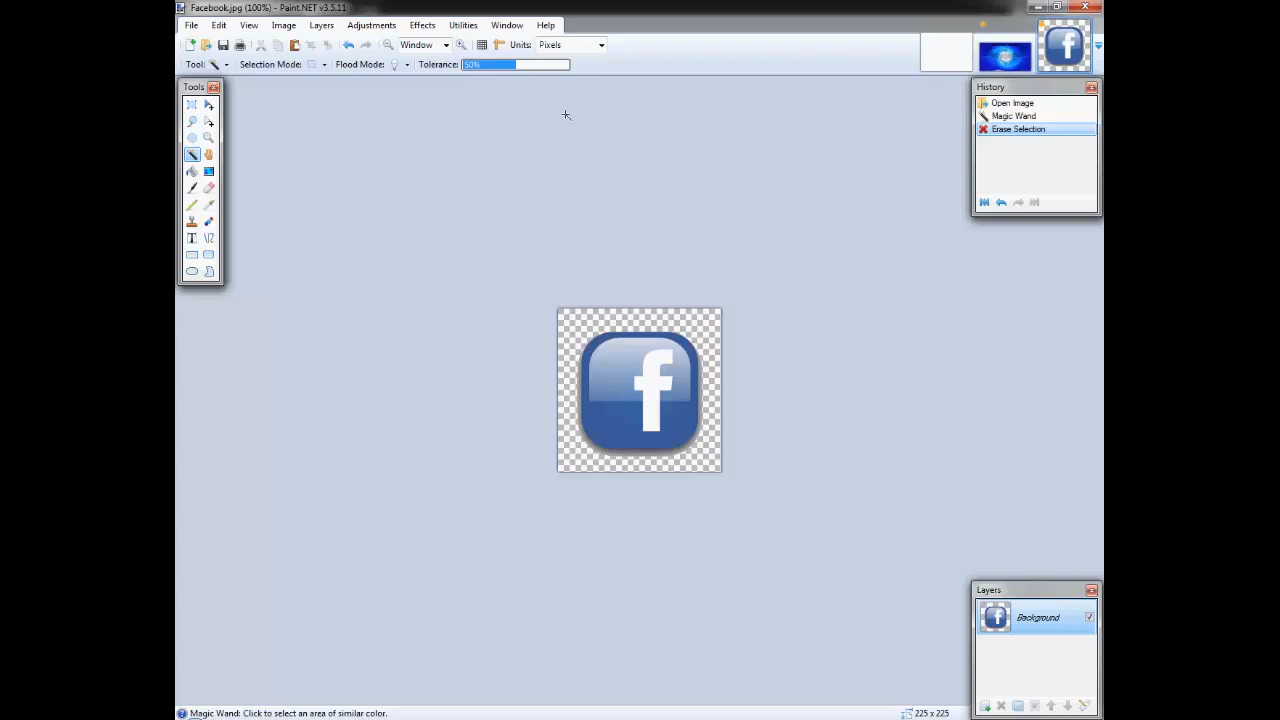 Facebook.jpg (100%) - Paint.NET v3.5.11
File Edit View Image Layers Adjustments Effects Utilities Window Help
Window Units: Pixels
Tool: Selection Mode: Flood Mode: Tolerance: 50%
Tools
History
Open Image
Magic Wand
Erase Selection
T
f
Layers
Background
Magic Wand: Click to select an area of similar color.
225 x 225